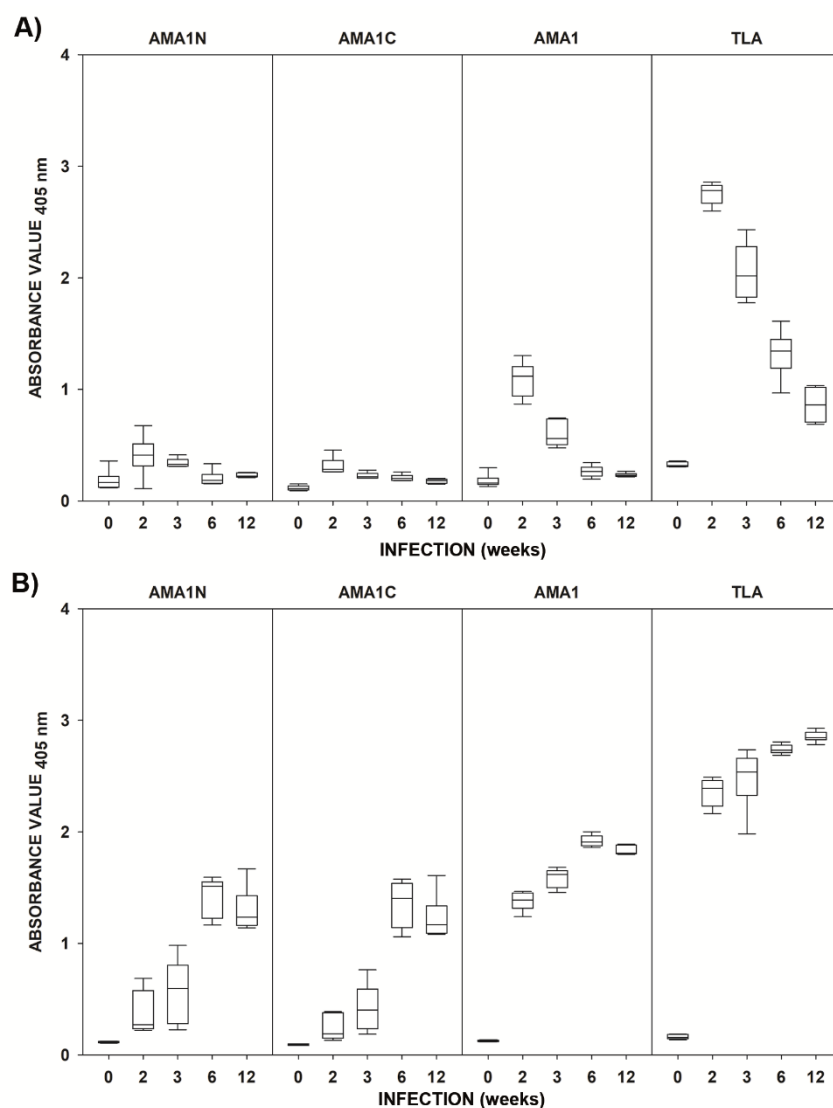 A)
AMA1N AMA1C AMA1 TLA
4
3
2
1
0
ABSORBANCE VALUE 405 nm
0 2 3 6 12 0 2 3 6 12 0 2 3 6 12 0 2 3 6 12
INFECTION (weeks)
B)
AMA1N AMA1C AMA1 TLA
4
3
2
1
0
ABSORBANCE VALUE 405 nm
0 2 3 6 12 0 2 3 6 12 0 2 3 6 12 0 2 3 6 12
INFECTION (weeks)